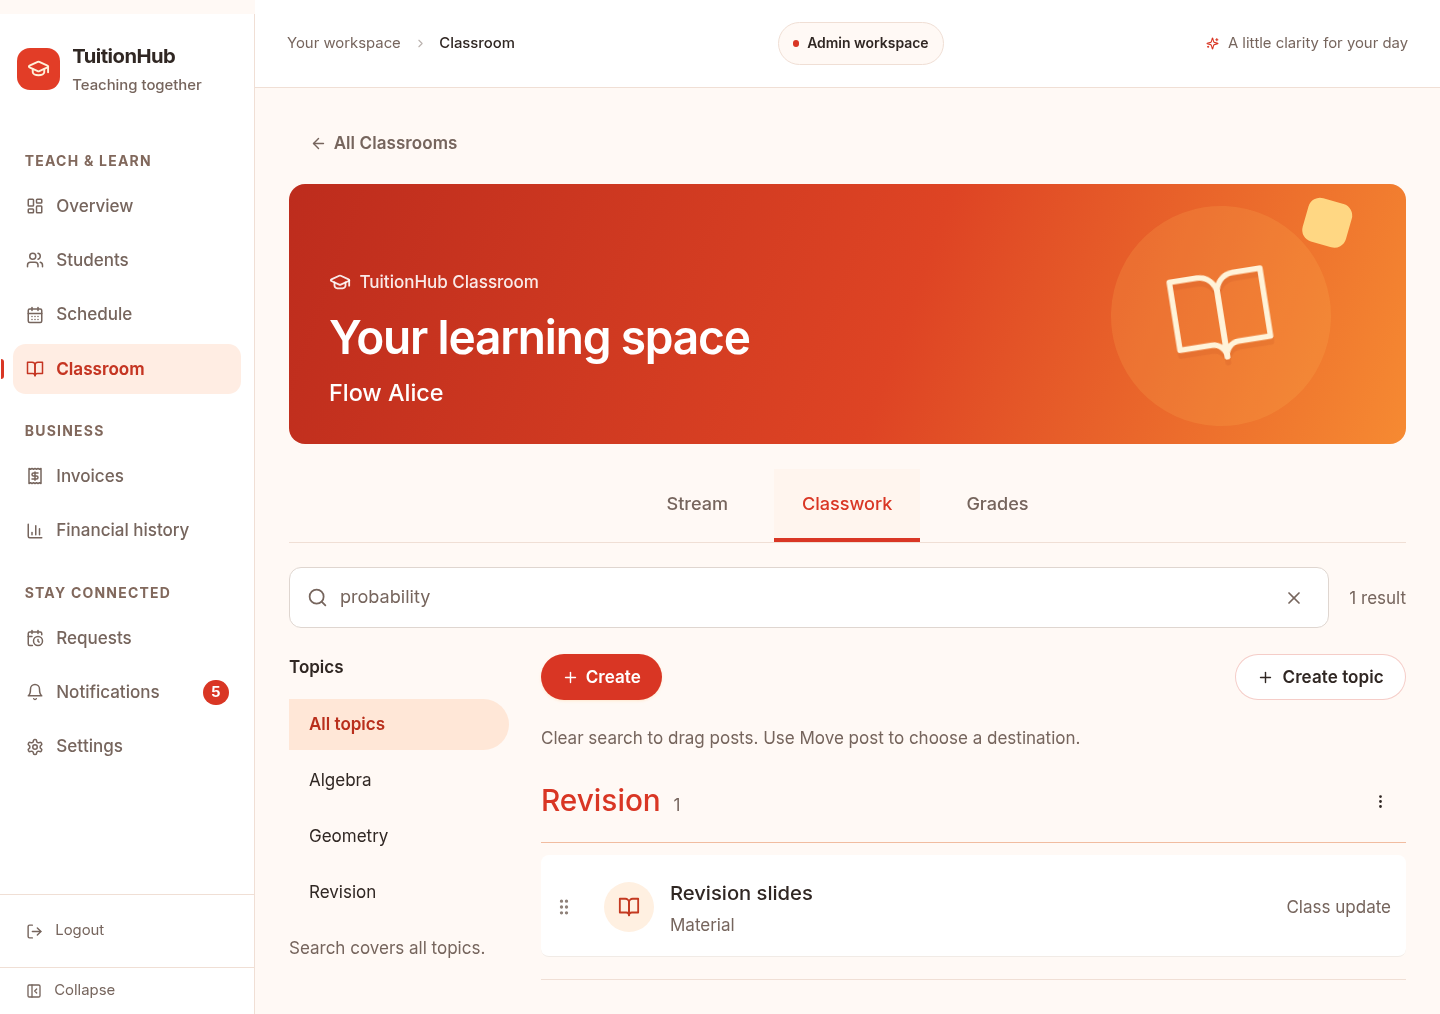 TuitionHub
Teaching together
TEACH & LEARN
Overview
Students
Schedule
Classroom
BUSINESS
Invoices
Financial history
STAY CONNECTED
Requests
Notifications 5
Settings
Logout
Collapse
Your workspace > Classroom
Admin workspace
A little clarity for your day
All Classrooms
TuitionHub Classroom
Your learning space
Flow Alice
Stream Classwork Grades
probability
1 result
Topics
All topics
Algebra
Geometry
Revision
Search covers all topics.
+ Create
+ Create topic
Clear search to drag posts. Use Move post to choose a destination.
Revision 1
Revision slides
Material
Class update